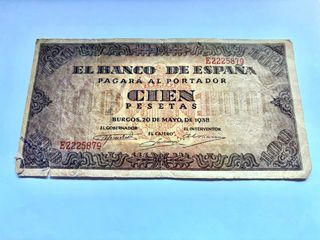 E2225879
EL BANCO DE ESPAÑA
PAGARÁ AL PORTADOR
CIEN
PESETAS
BURGOS, 20 DE MAYO, DE 1938
EL GOBERNADOR EL CAJERO EL INTERVENTOR
E2225879